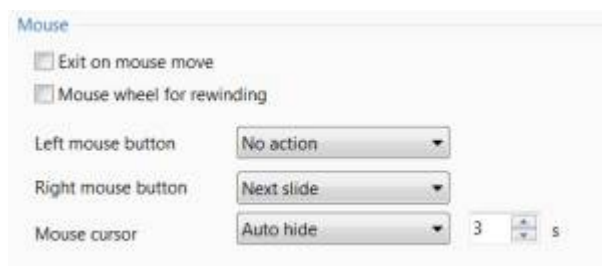 Mouse
Exit on mouse move
Mouse wheel for rewinding
Left mouse button No action
Right mouse button Next slide
Mouse cursor Auto hide 3 s